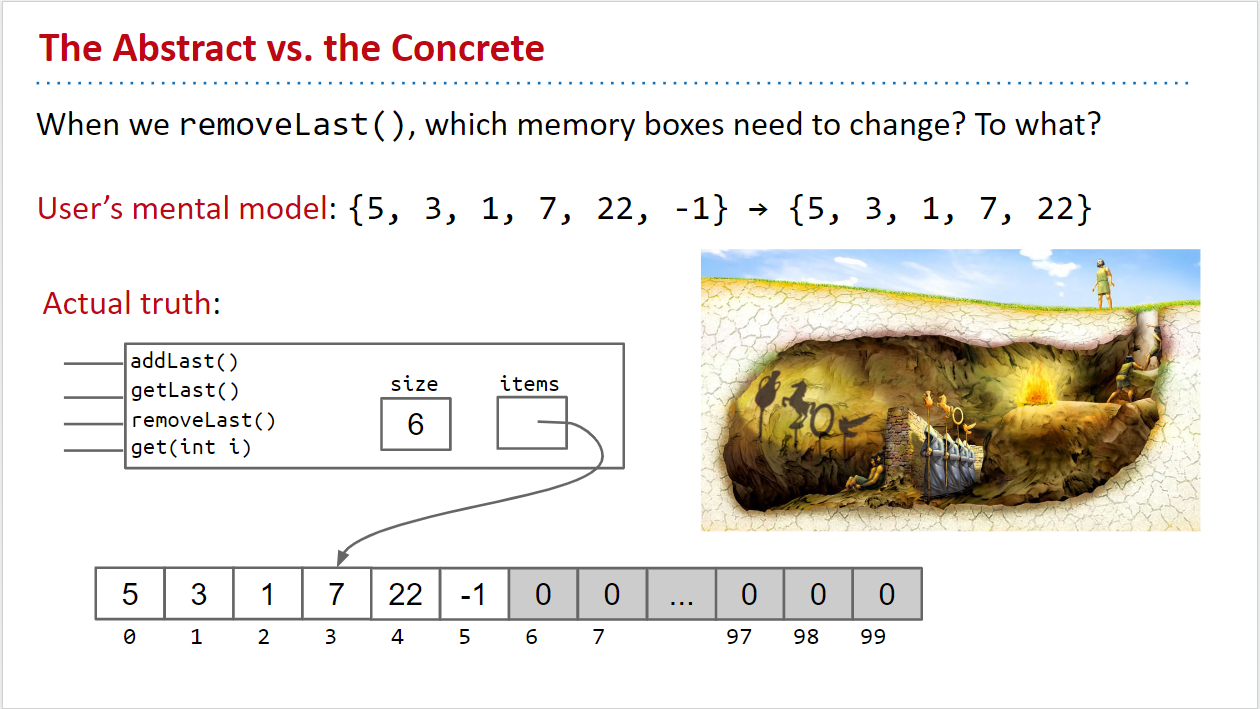 The Abstract vs. the Concrete
When we removeLast(), which memory boxes need to change? To what?
User’s mental model: {5, 3, 1, 7, 22, -1} → {5, 3, 1, 7, 22}
Actual truth:
addLast()
getLast()
removeLast()
get(int i)
size
items
6
5 3 1 7 22 -1 0 0 ... 0 0 0
0 1 2 3 4 5 6 7 97 98 99